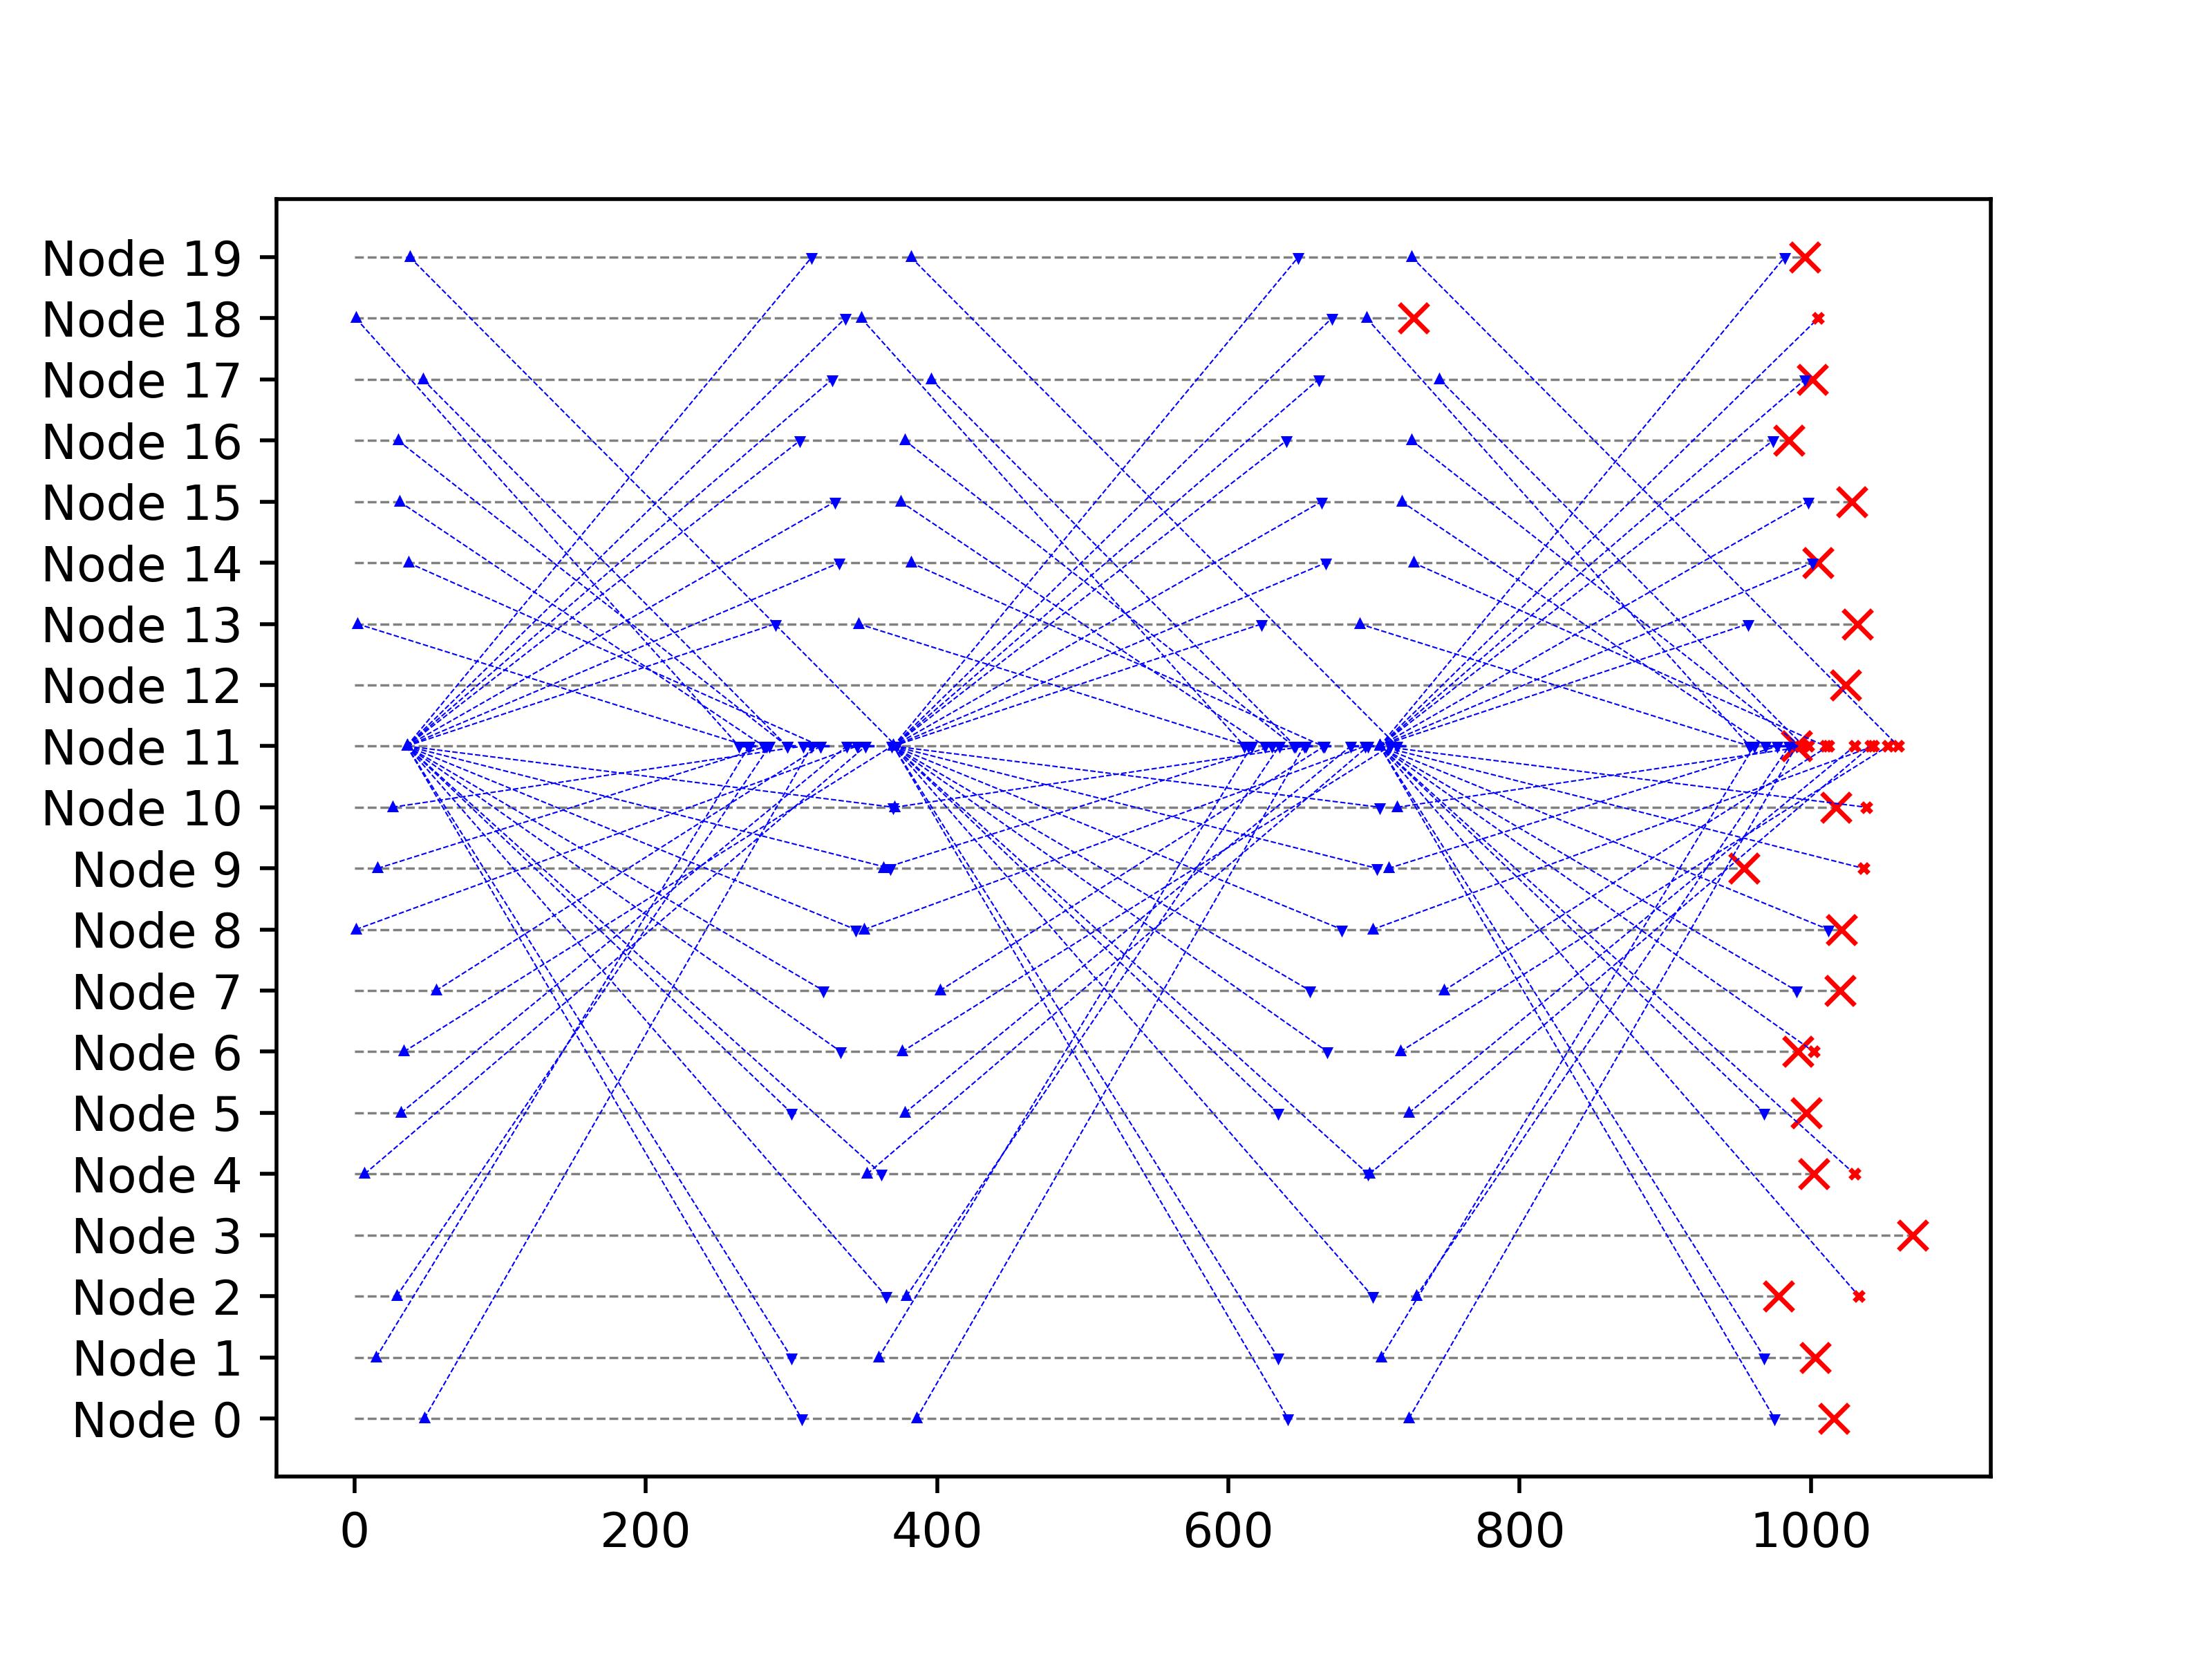 Node 19
Node 18
Node 17
Node 16
Node 15
Node 14
Node 13
Node 12
Node 11
Node 10
Node 9
Node 8
Node 7
Node 6
Node 5
Node 4
Node 3
Node 2
Node 1
Node 0
0 200 400 600 800 1000